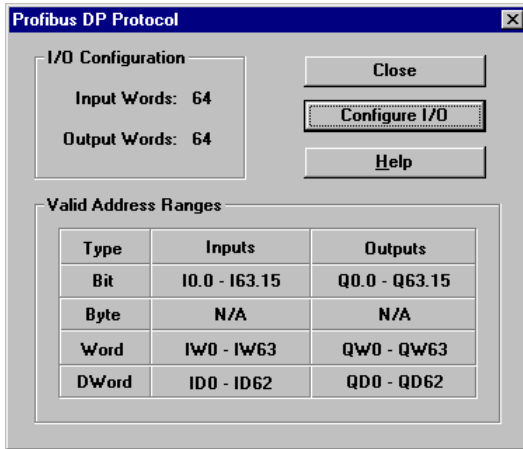 Profibus DP Protocol
I/O Configuration
Input Words: 64
Output Words: 64
Close
Configure I/O
Help
Valid Address Ranges
Type Inputs Outputs
Bit I0.0 - I63.15 Q0.0 - Q63.15
Byte N/A N/A
Word IW0 - IW63 QW0 - QW63
DWord ID0 - ID62 QD0 - QD62